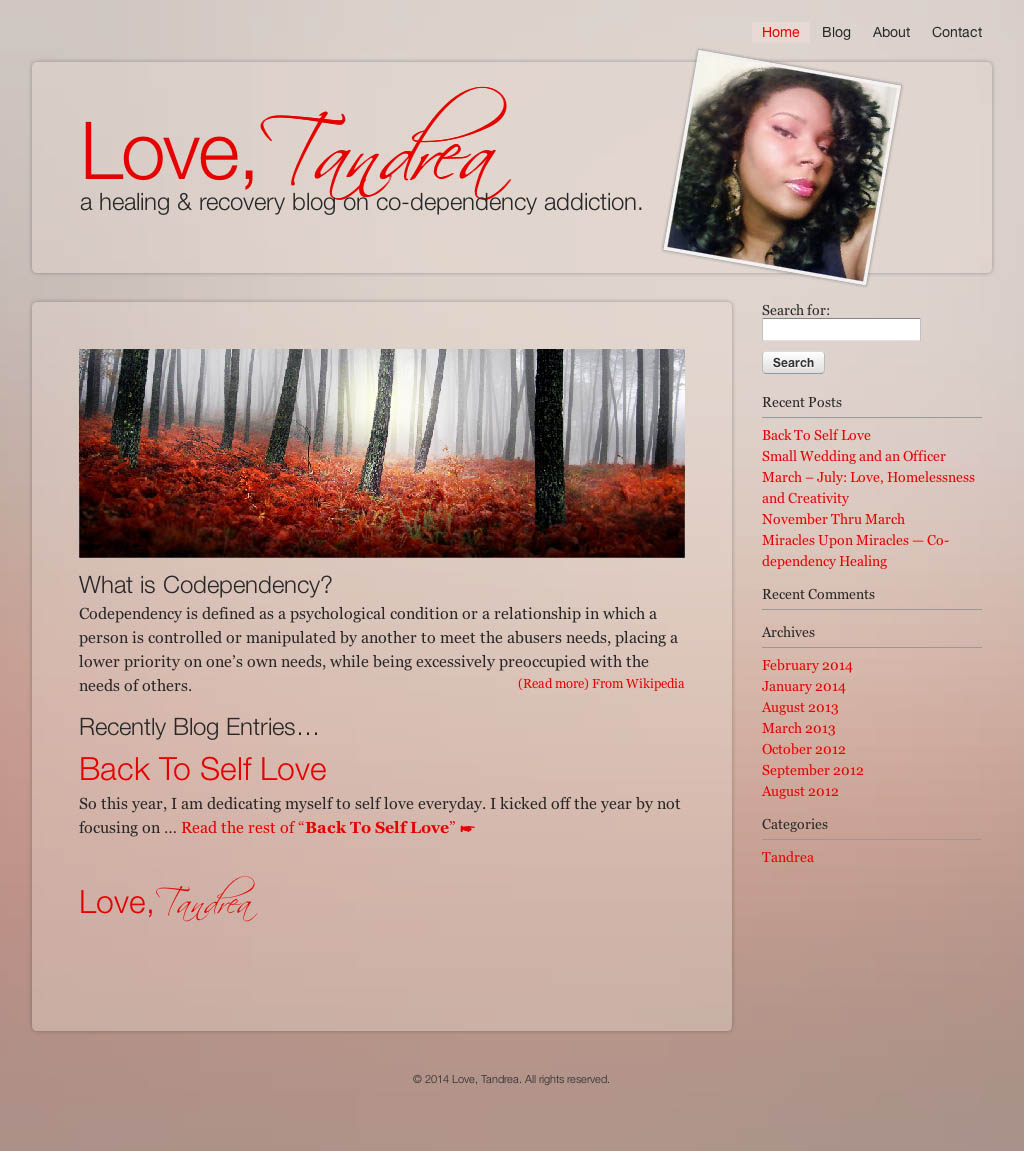 Home Blog About Contact
Love, Tandrea
a healing & recovery blog on co-dependency addiction.
What is Codependency?
Codependency is defined as a psychological condition or a relationship in which a
person is controlled or manipulated by another to meet the abusers needs, placing a
lower priority on one’s own needs, while being excessively preoccupied with the
needs of others.
(Read more) From Wikipedia
Recently Blog Entries…
Back To Self Love
So this year, I am dedicating myself to self love everyday. I kicked off the year by not
focusing on … Read the rest of “Back To Self Love” ☛
Love, Tandrea
Search for:
Search
Recent Posts
Back To Self Love
Small Wedding and an Officer
March – July: Love, Homelessness
and Creativity
November Thru March
Miracles Upon Miracles — Co-
dependency Healing
Recent Comments
Archives
February 2014
January 2014
August 2013
March 2013
October 2012
September 2012
August 2012
Categories
Tandrea
© 2014 Love, Tandrea. All rights reserved.